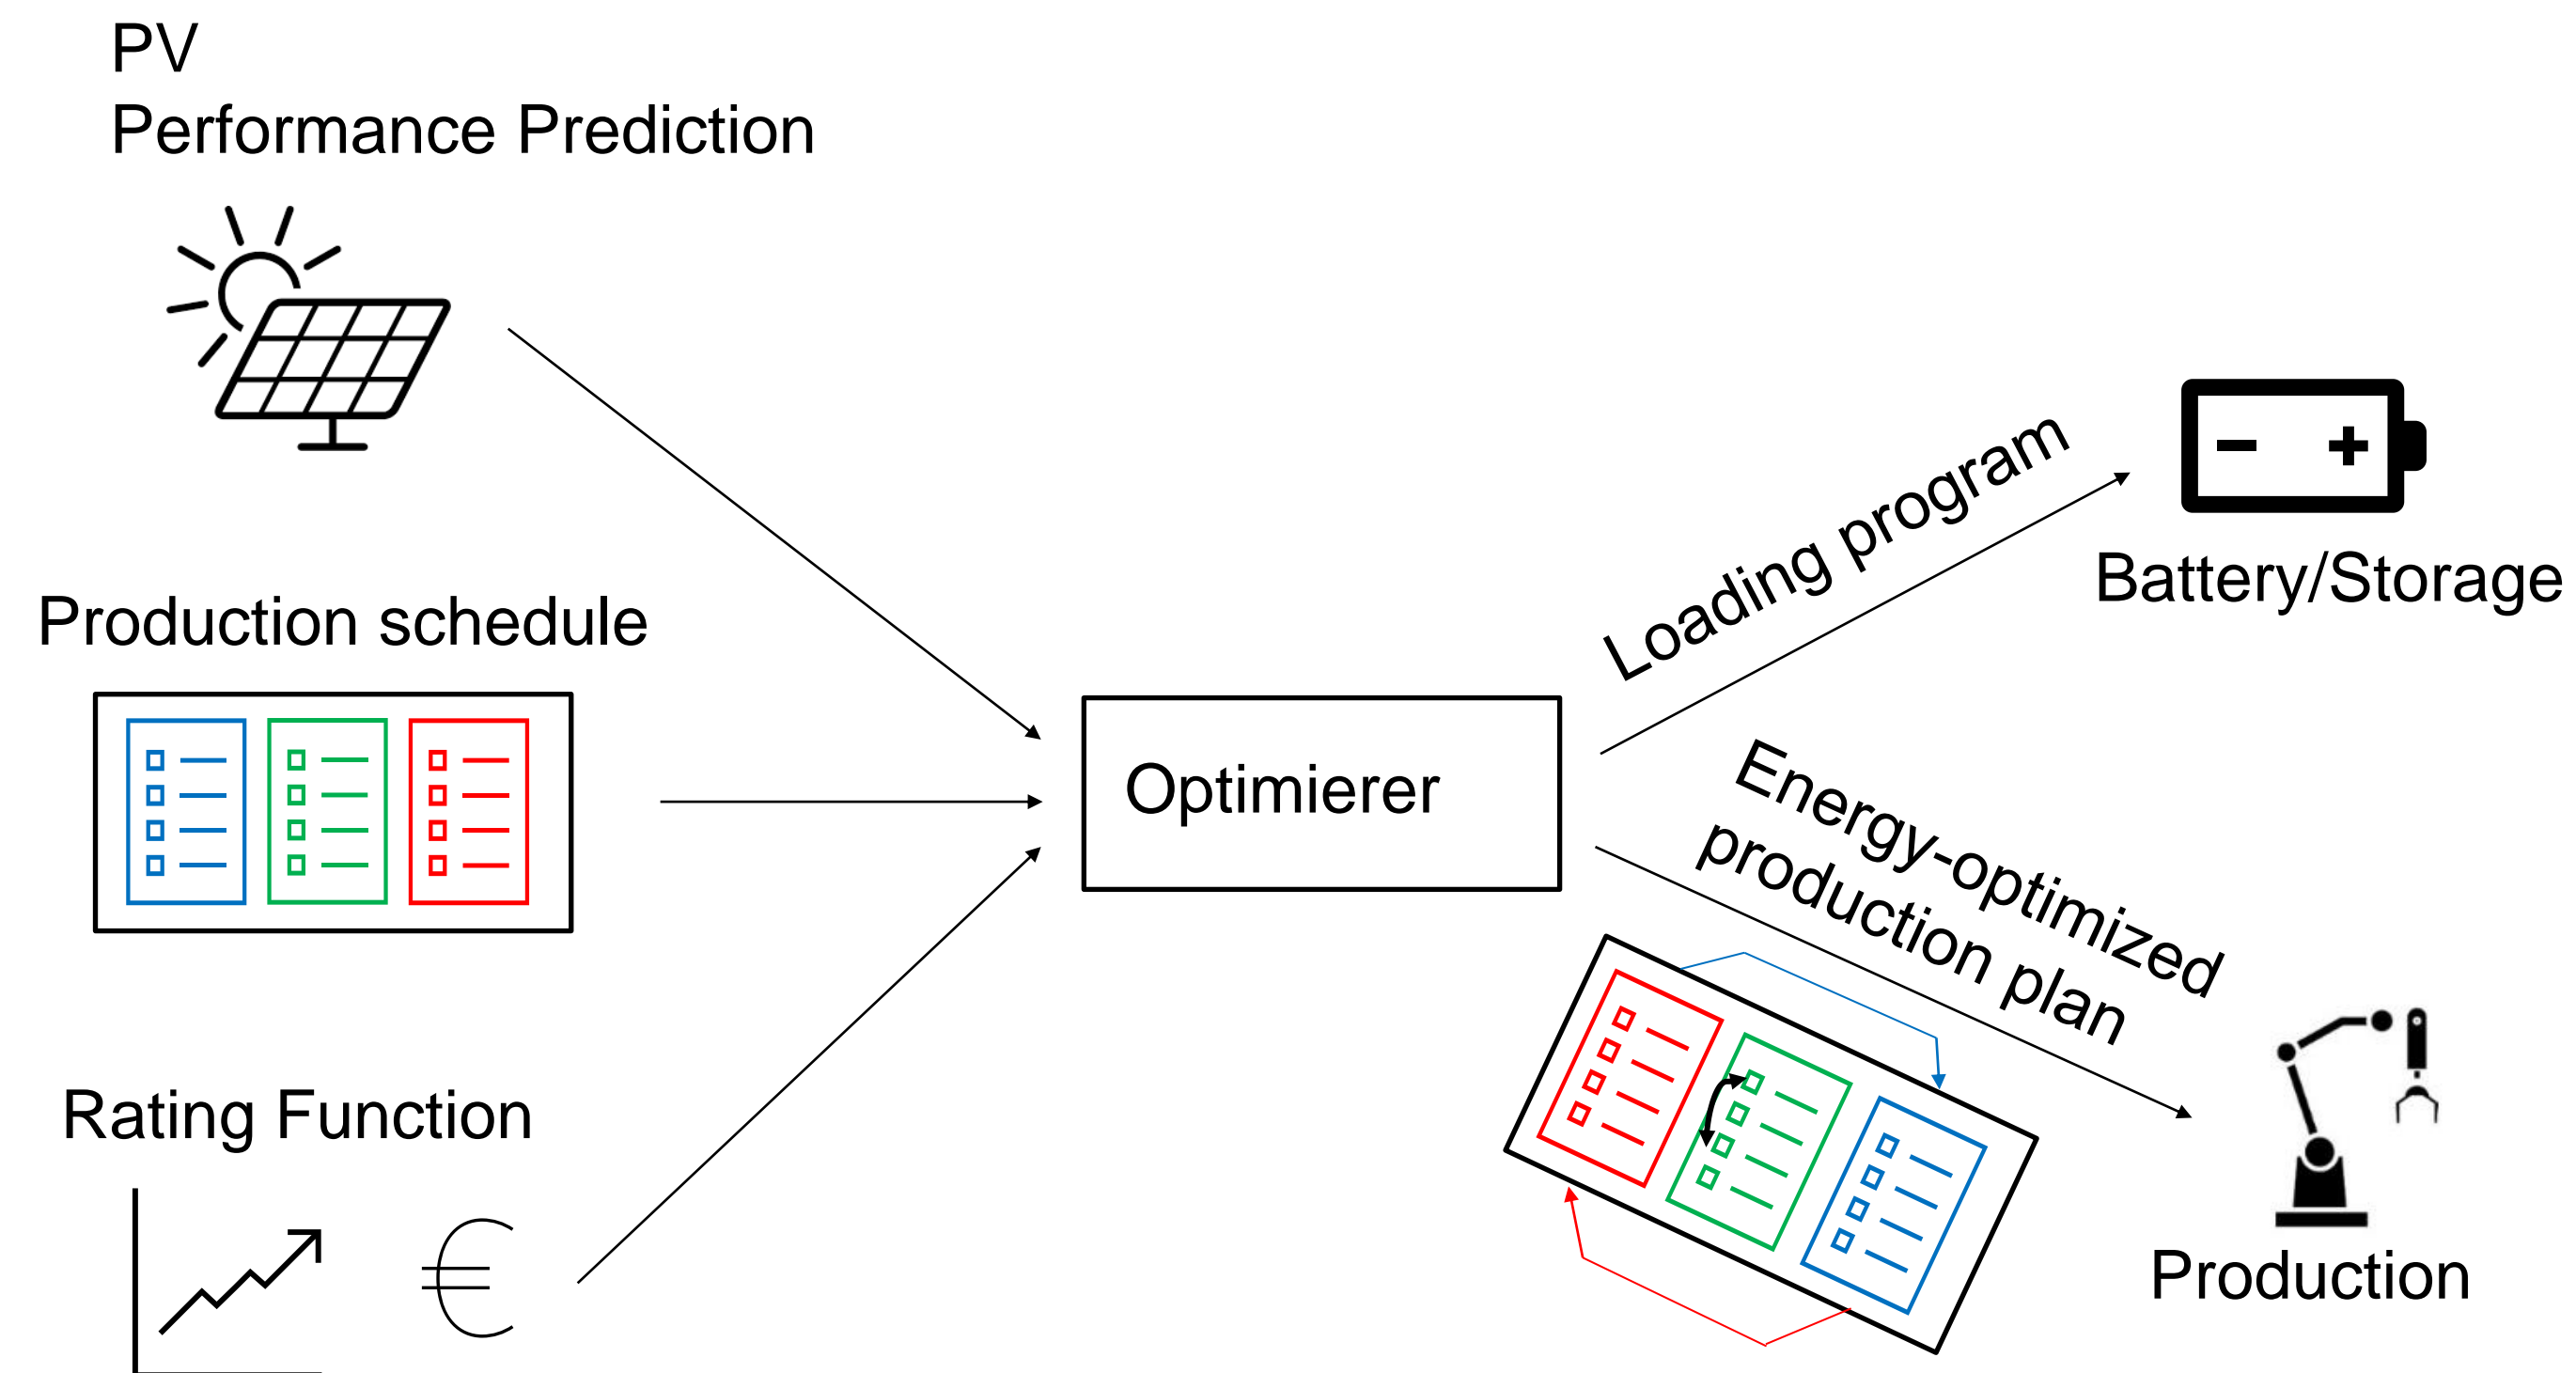 PV
Performance Prediction
Production schedule
Rating Function
€
Optimierer
Loading program
Battery/Storage
Energy-optimized
production plan
Production